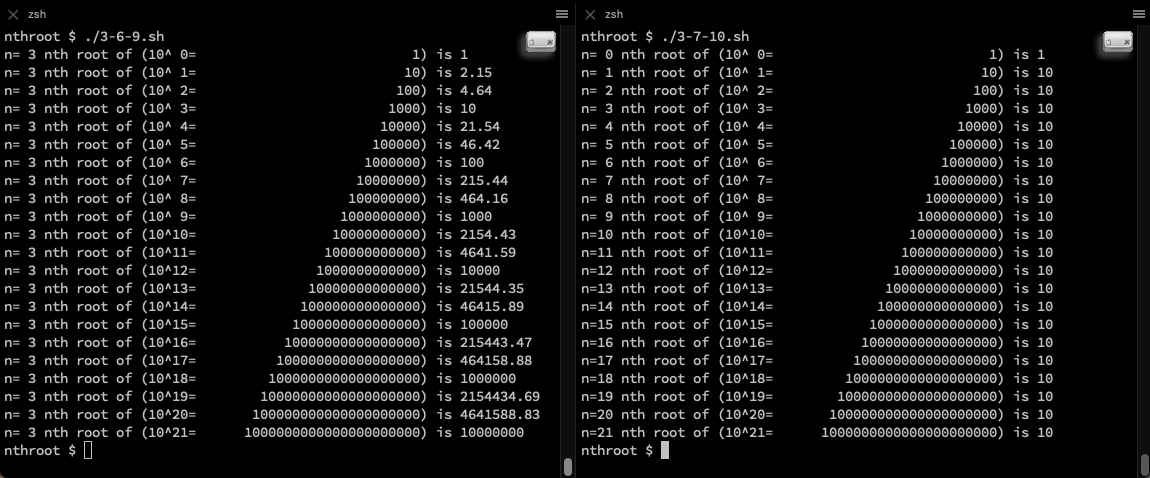 zsh
nthroot $ ./3-6-9.sh
n= 3 nth root of (10^ 0=                           1) is 1
n= 3 nth root of (10^ 1=                          10) is 2.15
n= 3 nth root of (10^ 2=                         100) is 4.64
n= 3 nth root of (10^ 3=                        1000) is 10
n= 3 nth root of (10^ 4=                       10000) is 21.54
n= 3 nth root of (10^ 5=                      100000) is 46.42
n= 3 nth root of (10^ 6=                     1000000) is 100
n= 3 nth root of (10^ 7=                    10000000) is 215.44
n= 3 nth root of (10^ 8=                   100000000) is 464.16
n= 3 nth root of (10^ 9=                  1000000000) is 1000
n= 3 nth root of (10^10=                 10000000000) is 2154.43
n= 3 nth root of (10^11=                100000000000) is 4641.59
n= 3 nth root of (10^12=               1000000000000) is 10000
n= 3 nth root of (10^13=              10000000000000) is 21544.35
n= 3 nth root of (10^14=             100000000000000) is 46415.89
n= 3 nth root of (10^15=            1000000000000000) is 100000
n= 3 nth root of (10^16=           10000000000000000) is 215443.47
n= 3 nth root of (10^17=          100000000000000000) is 464158.88
n= 3 nth root of (10^18=         1000000000000000000) is 1000000
n= 3 nth root of (10^19=        10000000000000000000) is 2154434.69
n= 3 nth root of (10^20=       100000000000000000000) is 4641588.83
n= 3 nth root of (10^21=      1000000000000000000000) is 10000000
nthroot $
zsh
nthroot $ ./3-7-10.sh
n= 0 nth root of (10^ 0=                           1) is 1
n= 1 nth root of (10^ 1=                          10) is 10
n= 2 nth root of (10^ 2=                         100) is 10
n= 3 nth root of (10^ 3=                        1000) is 10
n= 4 nth root of (10^ 4=                       10000) is 10
n= 5 nth root of (10^ 5=                      100000) is 10
n= 6 nth root of (10^ 6=                     1000000) is 10
n= 7 nth root of (10^ 7=                    10000000) is 10
n= 8 nth root of (10^ 8=                   100000000) is 10
n= 9 nth root of (10^ 9=                  1000000000) is 10
n=10 nth root of (10^10=                 10000000000) is 10
n=11 nth root of (10^11=                100000000000) is 10
n=12 nth root of (10^12=               1000000000000) is 10
n=13 nth root of (10^13=              10000000000000) is 10
n=14 nth root of (10^14=             100000000000000) is 10
n=15 nth root of (10^15=            1000000000000000) is 10
n=16 nth root of (10^16=           10000000000000000) is 10
n=17 nth root of (10^17=          100000000000000000) is 10
n=18 nth root of (10^18=         1000000000000000000) is 10
n=19 nth root of (10^19=        10000000000000000000) is 10
n=20 nth root of (10^20=       100000000000000000000) is 10
n=21 nth root of (10^21=      1000000000000000000000) is 10
nthroot $